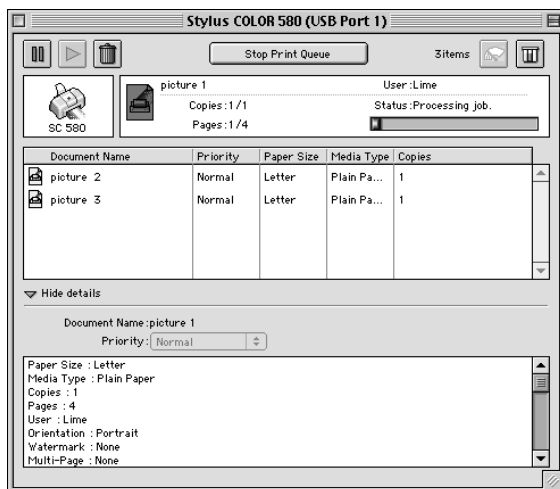 Stylus COLOR 580 (USB Port 1)
Stop Print Queue
3items
SC 580
picture 1 User :Lime
Copies :1/1 Status :Processing job.
Pages :1/4
Document Name Priority Paper Size Media Type Copies
picture 2 Normal Letter Plain Pa... 1
picture 3 Normal Letter Plain Pa... 1
Hide details
Document Name :picture 1
Priority : Normal
Paper Size : Letter
Media Type : Plain Paper
Copies : 1
Pages : 4
User : Lime
Orientation : Portrait
Watermark : None
Multi-Page : None